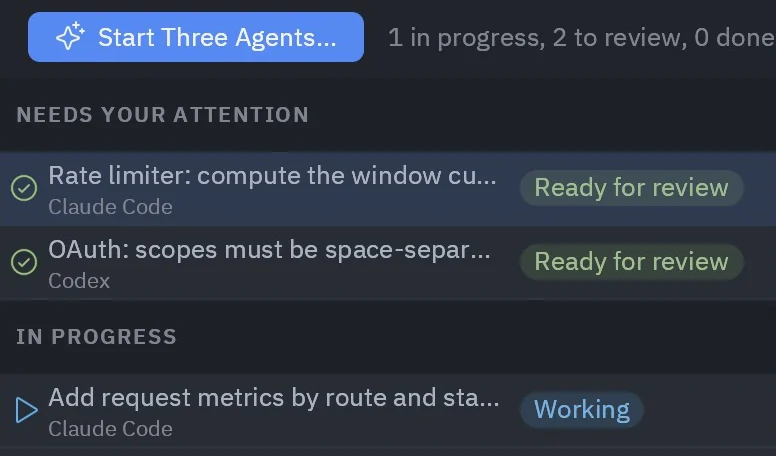 Start Three Agents...
1 in progress, 2 to review, 0 done
NEEDS YOUR ATTENTION
Rate limiter: compute the window cu...
Ready for review
Claude Code
OAuth: scopes must be space-separ...
Ready for review
Codex
IN PROGRESS
Add request metrics by route and sta...
Working
Claude Code